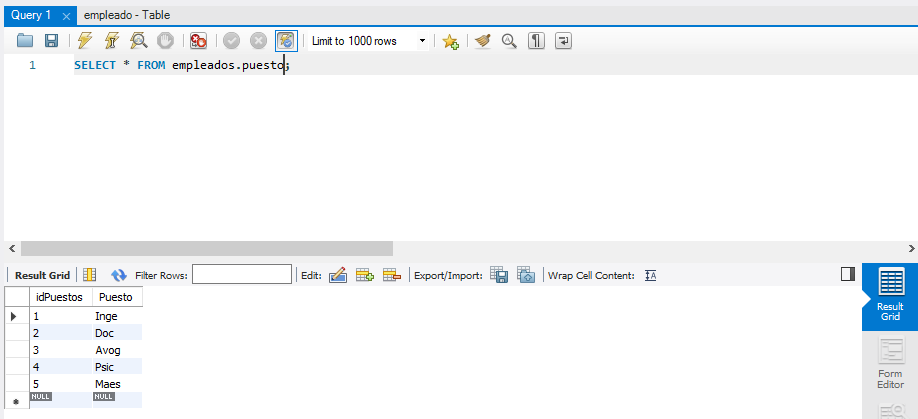 Query 1 × empleado - Table
Limit to 1000 rows
1 SELECT * FROM empleados.puesto;
Result Grid Filter Rows: Edit: Export/Import: Wrap Cell Content:
idPuestos Puesto
1 Inge
2 Doc
3 Avog
4 Psic
5 Maes
NULL NULL
Result
Grid
Form
Editor